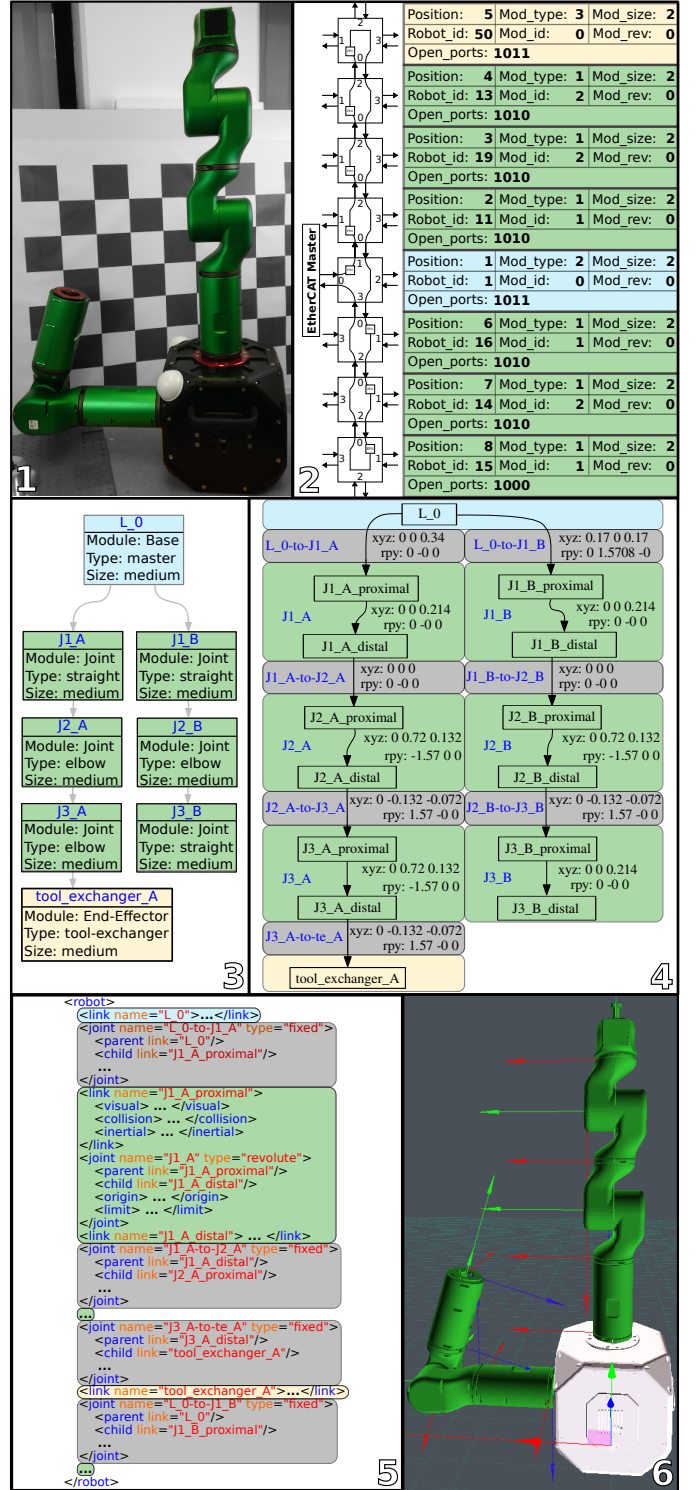 1
EtherCAT Master
Position: 5 Mod_type: 3 Mod_size: 2
Robot_id: 50 Mod_id: 0 Mod_rev: 0
Open_ports: 1011
Position: 4 Mod_type: 1 Mod_size: 2
Robot_id: 13 Mod_id: 2 Mod_rev: 0
Open_ports: 1010
Position: 3 Mod_type: 1 Mod_size: 2
Robot_id: 19 Mod_id: 2 Mod_rev: 0
Open_ports: 1010
Position: 2 Mod_type: 1 Mod_size: 2
Robot_id: 11 Mod_id: 1 Mod_rev: 0
Open_ports: 1010
Position: 1 Mod_type: 2 Mod_size: 2
Robot_id: 1 Mod_id: 0 Mod_rev: 0
Open_ports: 1011
Position: 6 Mod_type: 1 Mod_size: 2
Robot_id: 16 Mod_id: 1 Mod_rev: 0
Open_ports: 1010
Position: 7 Mod_type: 1 Mod_size: 2
Robot_id: 14 Mod_id: 2 Mod_rev: 0
Open_ports: 1010
Position: 8 Mod_type: 1 Mod_size: 2
Robot_id: 15 Mod_id: 1 Mod_rev: 0
Open_ports: 1000
2
L_0
Module: Base
Type: master
Size: medium
J1_A
Module: Joint
Type: straight
Size: medium
J1_B
Module: Joint
Type: straight
Size: medium
J2_A
Module: Joint
Type: elbow
Size: medium
J2_B
Module: Joint
Type: elbow
Size: medium
J3_A
Module: Joint
Type: elbow
Size: medium
J3_B
Module: Joint
Type: straight
Size: medium
tool_exchanger_A
Module: End-Effector
Type: tool-exchanger
Size: medium
3
L_0
L_0-to-J1_A
xyz: 0 0 0.34
rpy: 0 -0 0
L_0-to-J1_B
xyz: 0.17 0 0.17
rpy: 0 1.5708 -0
J1_A_proximal
J1_A
xyz: 0 0 0.214
rpy: 0 -0 0
J1_A_distal
J1_B_proximal
J1_B
xyz: 0 0 0.214
rpy: 0 -0 0
J1_B_distal
J1_A-to-J2_A
xyz: 0 0 0
rpy: 0 -0 0
J1_B-to-J2_B
xyz: 0 0 0
rpy: 0 -0 0
J2_A_proximal
J2_A
xyz: 0 0.72 0.132
rpy: -1.57 0 0
J2_A_distal
J2_B_proximal
J2_B
xyz: 0 0.72 0.132
rpy: -1.57 0 0
J2_B_distal
J2_A-to-J3_A
xyz: 0 -0.132 -0.072
rpy: 1.57 -0 0
J2_B-to-J3_B
xyz: 0 -0.132 -0.072
rpy: 1.57 -0 0
J3_A_proximal
J3_A
xyz: 0 0.72 0.132
rpy: -1.57 0 0
J3_A_distal
J3_B_proximal
J3_B
xyz: 0 0 0.214
rpy: 0 -0 0
J3_B_distal
J3_A-to-te_A
xyz: 0 -0.132 -0.072
rpy: 1.57 -0 0
tool_exchanger_A
4
<robot>
<link name="L_0">...</link>
<joint name="L_0-to-J1_A" type="fixed">
<parent link="L_0"/>
<child link="J1_A_proximal"/>
...
</joint>
<link name="J1_A_proximal">
<visual> ... </visual>
<collision> ... </collision>
<inertial> ... </inertial>
</link>
<joint name="J1_A" type="revolute">
<parent link="J1_A_proximal"/>
<child link="J1_A_distal"/>
<origin> ... </origin>
<limit> ... </limit>
</joint>
<link name="J1_A_distal"> ... </link>
<joint name="J1_A-to-J2_A" type="fixed">
<parent link="J1_A_distal"/>
<child link="J2_A_proximal"/>
...
</joint>
...
<joint name="J3_A-to-te_A" type="fixed">
<parent link="J3_A_distal"/>
<child link="tool_exchanger_A"/>
...
</joint>
<link name="tool_exchanger_A">...</link>
<joint name="L_0-to-J1_B" type="fixed">
<parent link="L_0"/>
<child link="J1_B_proximal"/>
...
</joint>
...
</robot>
5
6